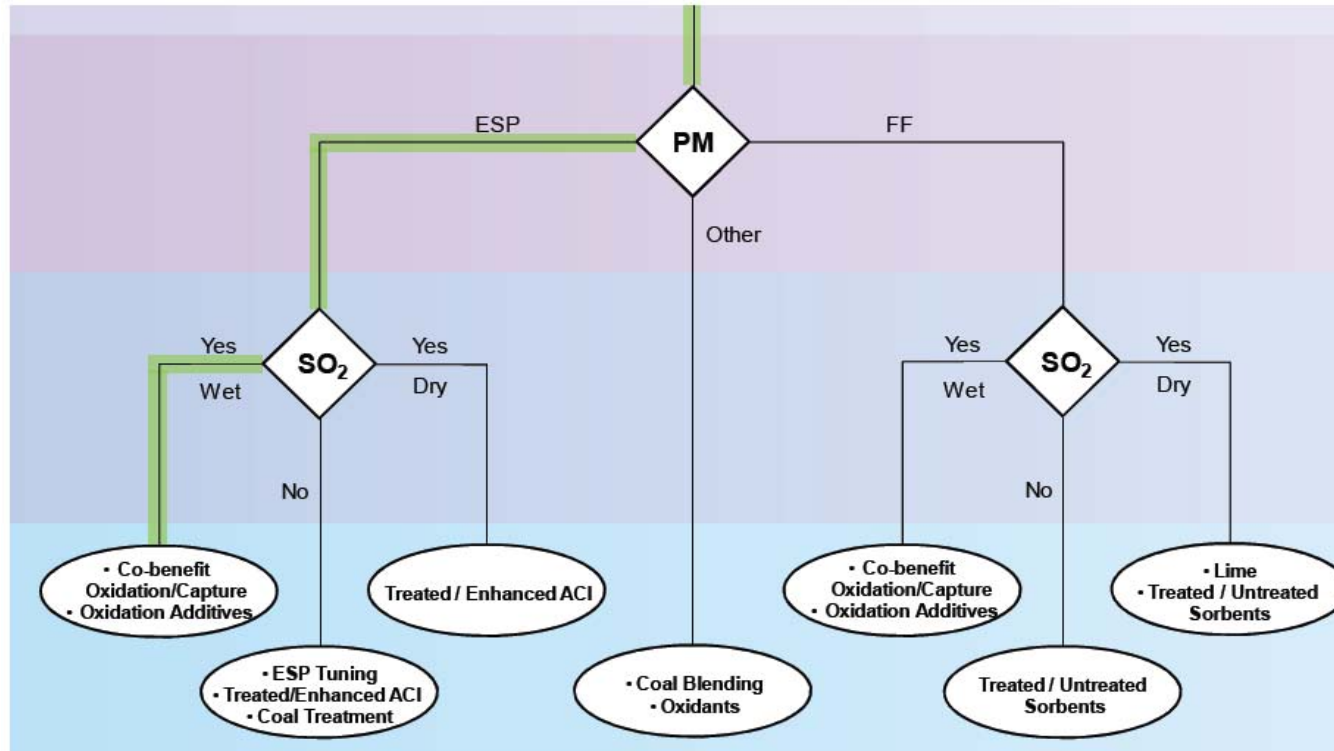 ESP
PM
FF
Other
Yes
SO₂
Yes
Wet
Dry
No
Yes
SO₂
Yes
Wet
Dry
No
• Co-benefit
Oxidation/Capture
• Oxidation Additives
Treated / Enhanced ACI
• Co-benefit
Oxidation/Capture
• Oxidation Additives
• Lime
• Treated / Untreated
Sorbents
• ESP Tuning
• Treated/Enhanced ACI
• Coal Treatment
• Coal Blending
• Oxidants
Treated / Untreated
Sorbents